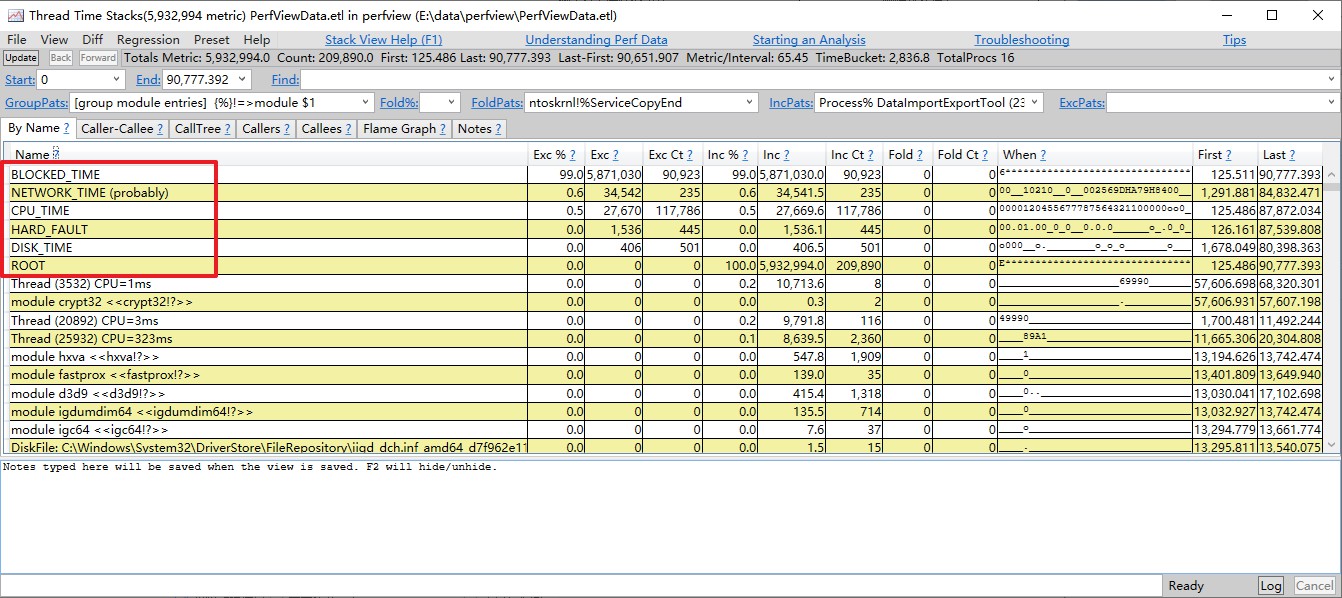 Thread Time Stacks(5,932,994 metric) PerfViewData.etl in perfview (E:\data\perfview\PerfViewData.etl)
File View Diff Regression Preset Help Stack View Help (F1) Understanding Perf Data Starting an Analysis Troubleshooting Tips
Update Back Forward Totals Metric: 5,932,994.0 Count: 209,890.0 First: 125.486 Last: 90,777.393 Last-First: 90,651.907 Metric/Interval: 65.45 TimeBucket: 2,836.8 TotalProcs 16
Start: 0 End: 90,777.392 Find:
GroupPats: [group module entries] {%}!=>module $1 Fold%: FoldPats: ntoskrnl!%ServiceCopyEnd IncPats: Process% DataImportExportTool (23 ExcPats:
By Name ? Caller-Callee ? CallTree ? Callers ? Callees ? Flame Graph ? Notes ?
Name ? Exc % ? Exc ? Exc Ct ? Inc % ? Inc ? Inc Ct ? Fold ? Fold Ct ? When ? First ? Last ?
BLOCKED_TIME 99.0 5,871,030 90,923 99.0 5,871,030.0 90,923 0 0 6******************************* 125.511 90,777.393
NETWORK_TIME (probably) 0.6 34,542 235 0.6 34,541.5 235 0 0 00__10210__0__002569DHA79H8400__ 1,291.881 84,832.471
CPU_TIME 0.5 27,670 117,786 0.5 27,669.6 117,786 0 0 0000120455677787564321100000oo0_ 125.486 87,872.034
HARD_FAULT 0.0 1,536 445 0.0 1,536.1 445 0 0 125.486 87,539.808
DISK_TIME 0.0 406 501 0.0 406.5 501 0 0 1,678.049 80,398.363
ROOT 0.0 0 0 100.0 5,932,994.0 209,890 0 0 E******************************* 125.486 90,777.393
Thread (3532) CPU=1ms 0.0 0 0 0.2 10,713.6 8 0 0 69990 57,606.698 68,320.301
module crypt32 <<crypt32!?>> 0.0 0 0 0.0 0.3 2 0 0 57,606.931 57,607.198
Thread (20892) CPU=3ms 0.0 0 0 0.2 9,791.8 116 0 0 49990 1,700.481 11,492.244
Thread (25932) CPU=323ms 0.0 0 0 0.1 8,639.5 2,360 0 0 89A1 11,665.306 20,304.808
module hxva <<hxva!?>> 0.0 0 0 0.0 547.8 1,909 0 0 1 13,194.626 13,742.474
module fastprox <<fastprox!?>> 0.0 0 0 0.0 139.0 35 0 0 0 13,401.809 13,649.940
module d3d9 <<d3d9!?>> 0.0 0 0 0.0 415.4 1,318 0 0 0 13,030.041 17,102.698
module igdumdim64 <<igdumdim64!?>> 0.0 0 0 0.0 135.5 714 0 0 0 13,032.927 13,742.474
module igc64 <<igc64!?>> 0.0 0 0 0.0 7.6 37 0 0 o 13,294.779 13,661.774
DiskFile: C:\Windows\System32\DriverStore\FileRepository\iigd_dch.inf_amd64_d7f962e11 0.0 0 0 0.0 1.5 15 0 0 13,295.811 13,540.075
Notes typed here will be saved when the view is saved. F2 will hide/unhide.
Ready Log Cancel